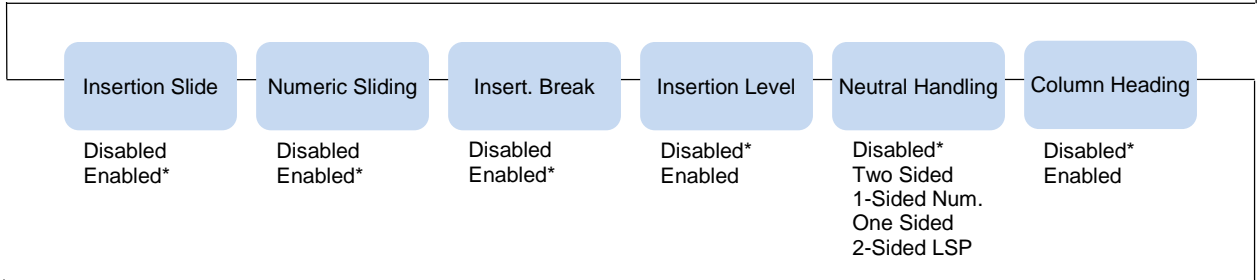 Insertion Slide
Numeric Sliding
Insert. Break
Insertion Level
Neutral Handling
Column Heading
Disabled
Enabled*
Disabled
Enabled*
Disabled
Enabled*
Disabled*
Enabled
Disabled*
Two Sided
1-Sided Num.
One Sided
2-Sided LSP
Disabled*
Enabled